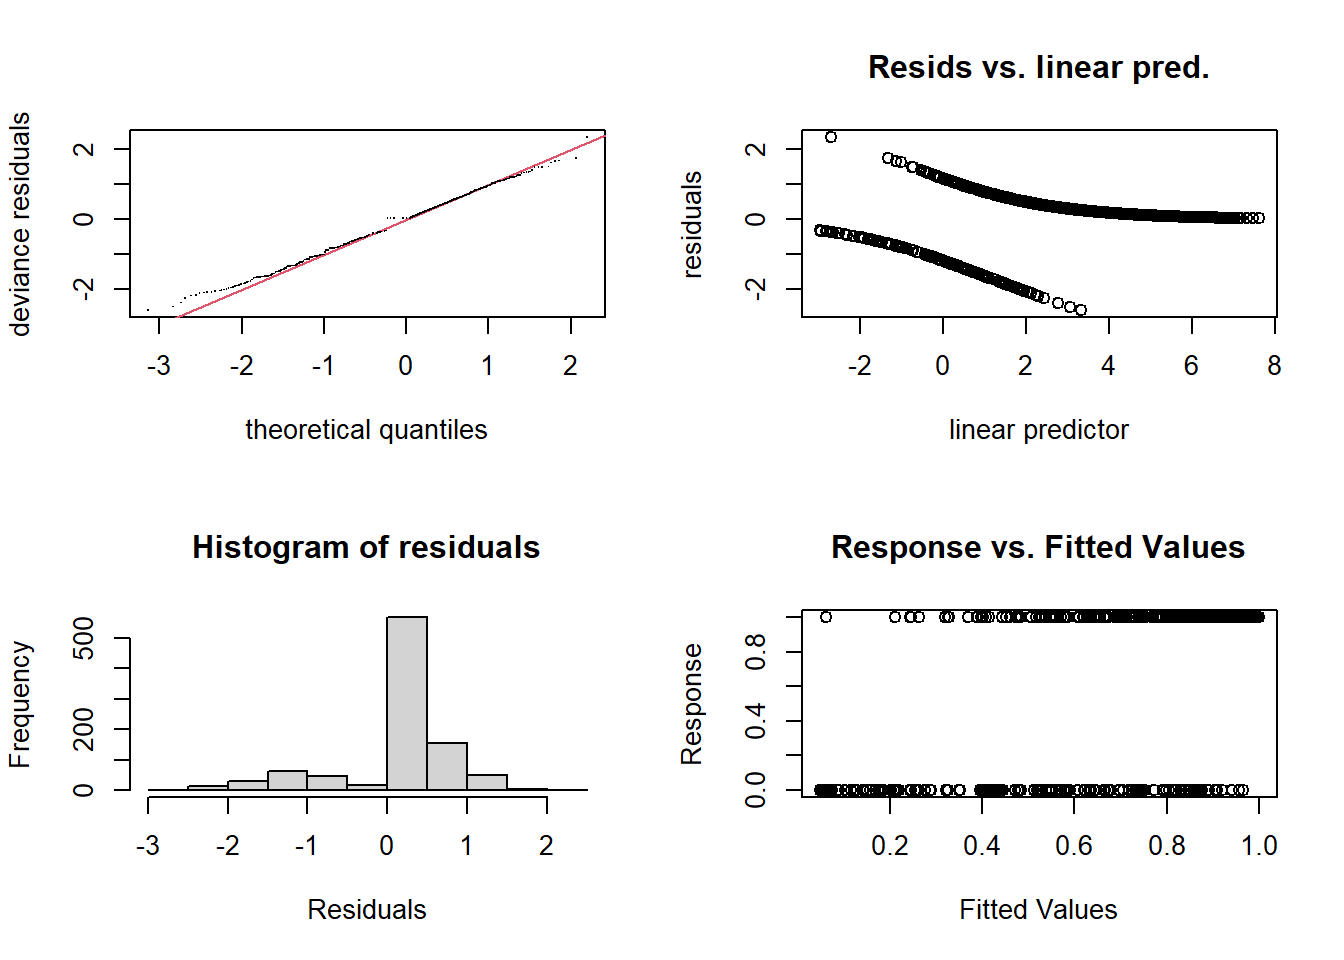 deviance residuals
2
0
-2
-3 -2 -1 0 1 2
theoretical quantiles
Resids vs. linear pred.
residuals
2
0
-2
-2 0 2 4 6 8
linear predictor
Histogram of residuals
Frequency
500
200
0
-3 -2 -1 0 1 2
Residuals
Response vs. Fitted Values
Response
0.8
0.4
0.0
0.2 0.4 0.6 0.8 1.0
Fitted Values